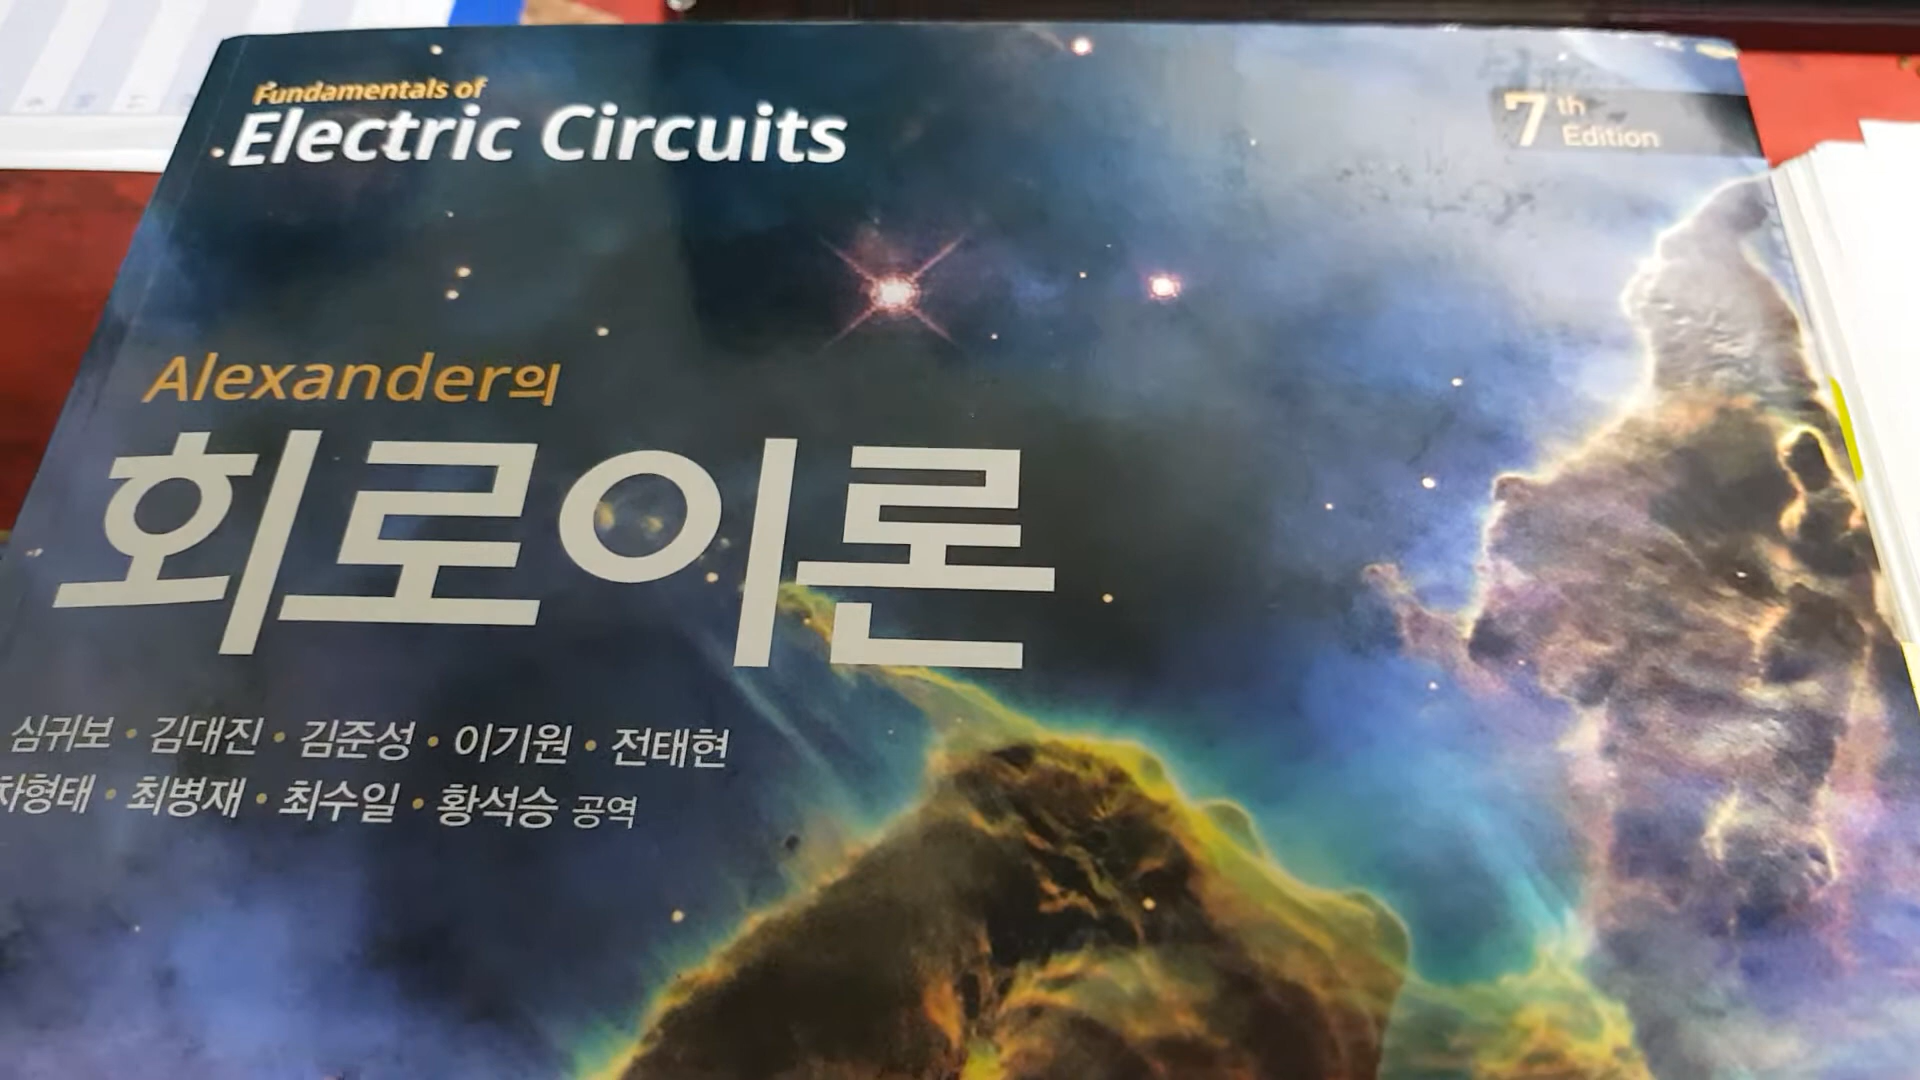 Fundamentals of
Electric Circuits
7th
Edition
Alexander의
회로이론
심귀보 • 김대진 • 김준성 • 이기원 • 전태현
차형태 • 최병재 • 최수일 • 황석승 공역